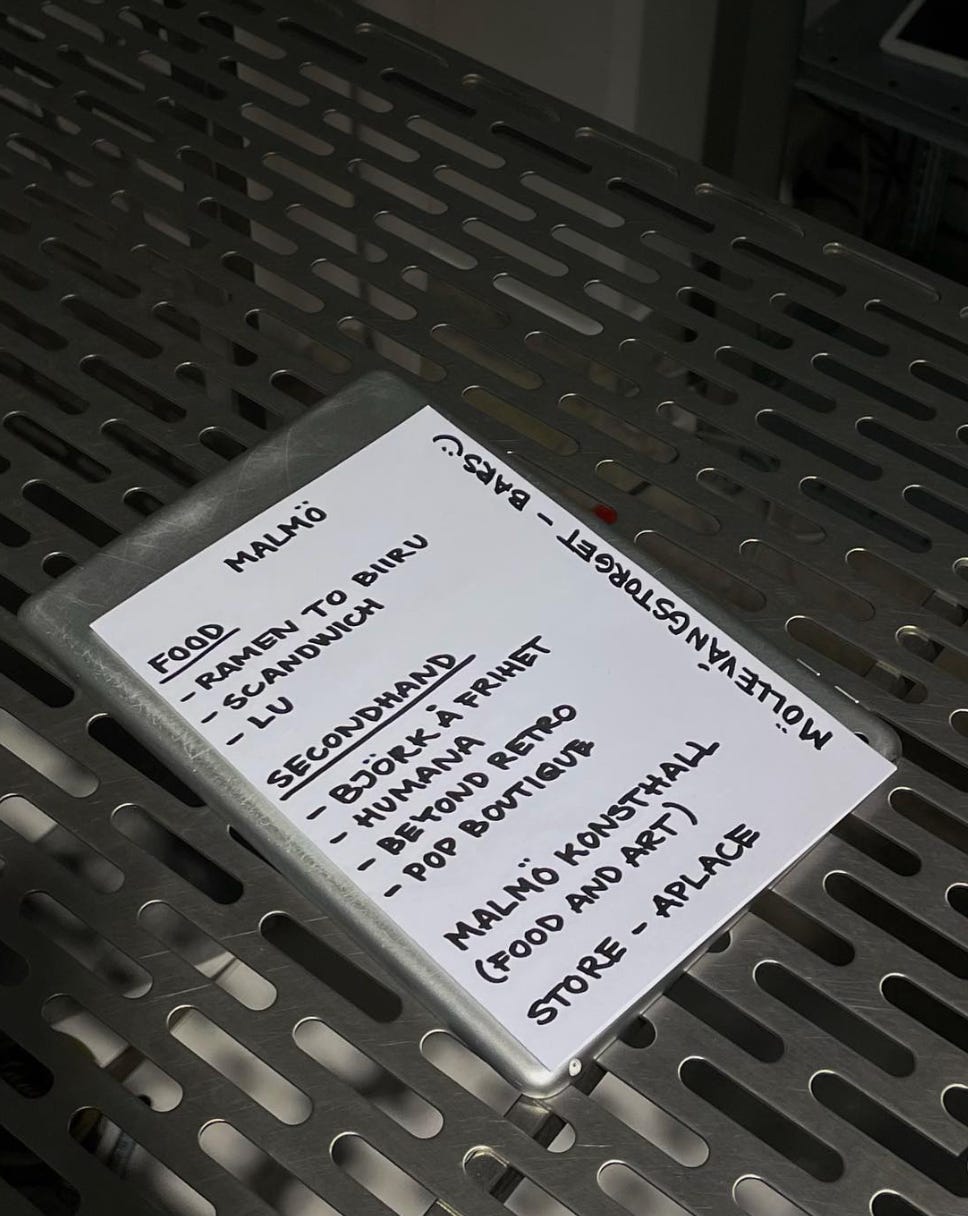 MALMÖ
FOOD
- RAMEN TO BIIRU
- SCANDWICH
- LU
SECONDHAND
- BJÖRK Å FRIHET
- HUMANA
- BEYOND RETRO
- POP BOUTIQUE
MALMÖ KONSTHALL
(FOOD AND ART)
STORE - APLACE
MÖLLEVÅNGSTORGET - BARS☺